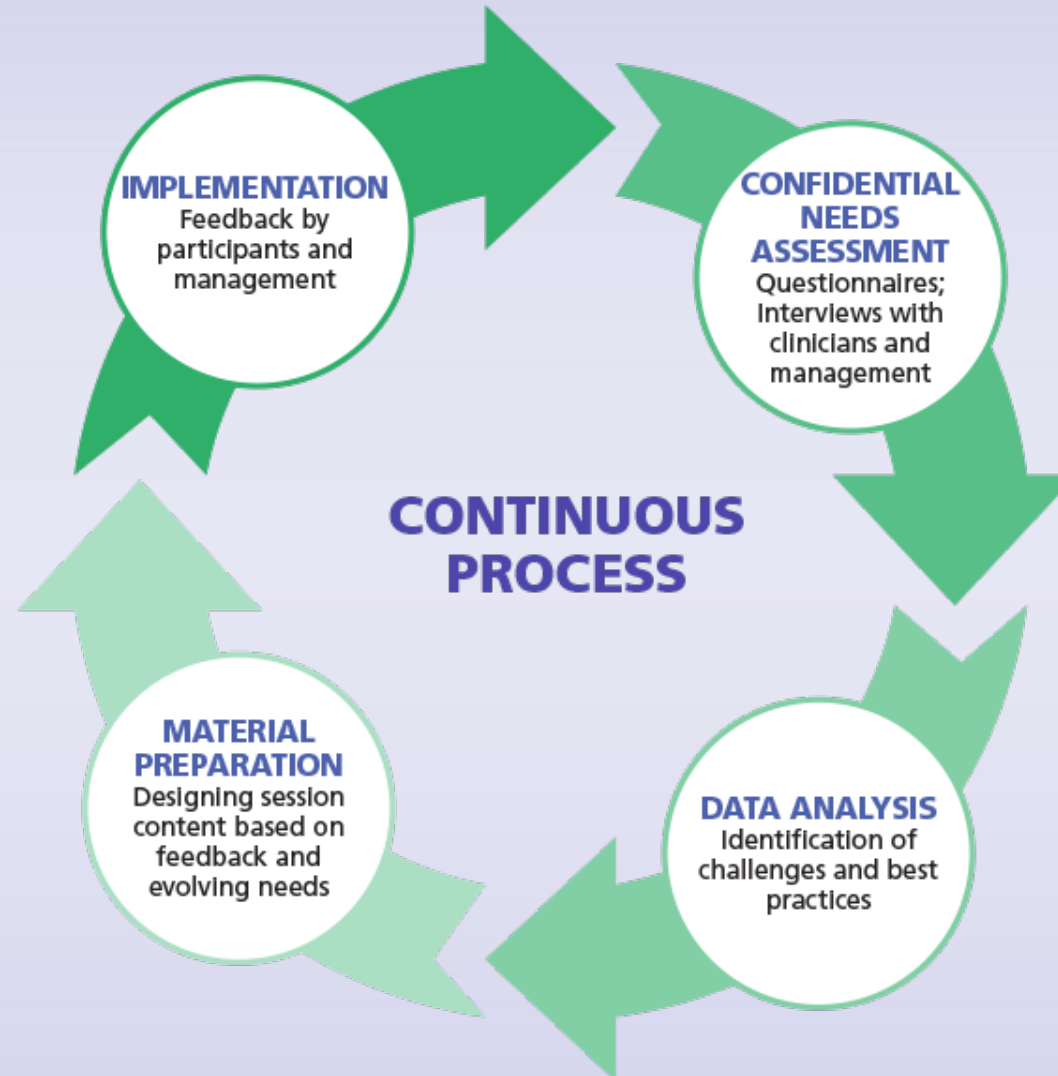 IMPLEMENTATION
Feedback by
participants and
management
CONFIDENTIAL
NEEDS
ASSESSMENT
Questionnaires;
Interviews with
clinicians and
management
CONTINUOUS
PROCESS
MATERIAL
PREPARATION
Designing session
content based on
feedback and
evolving needs
DATA ANALYSIS
Identification of
challenges and best
practices